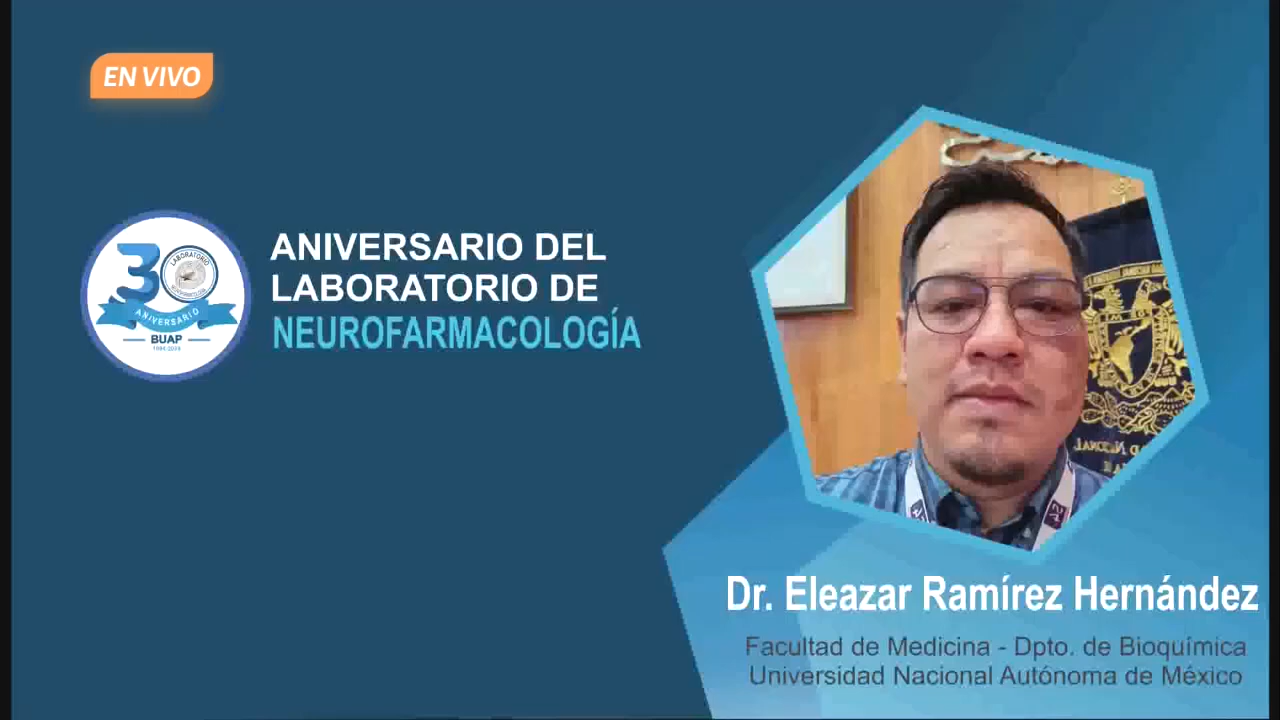 EN VIVO
30
LABORATORIO
ANIVERSARIO
BUAP
ANIVERSARIO DEL
LABORATORIO DE
NEUROFARMACOLOGÍA
Dr. Eleazar Ramírez Hernández
Facultad de Medicina - Dpto. de Bioquímica
Universidad Nacional Autónoma de México